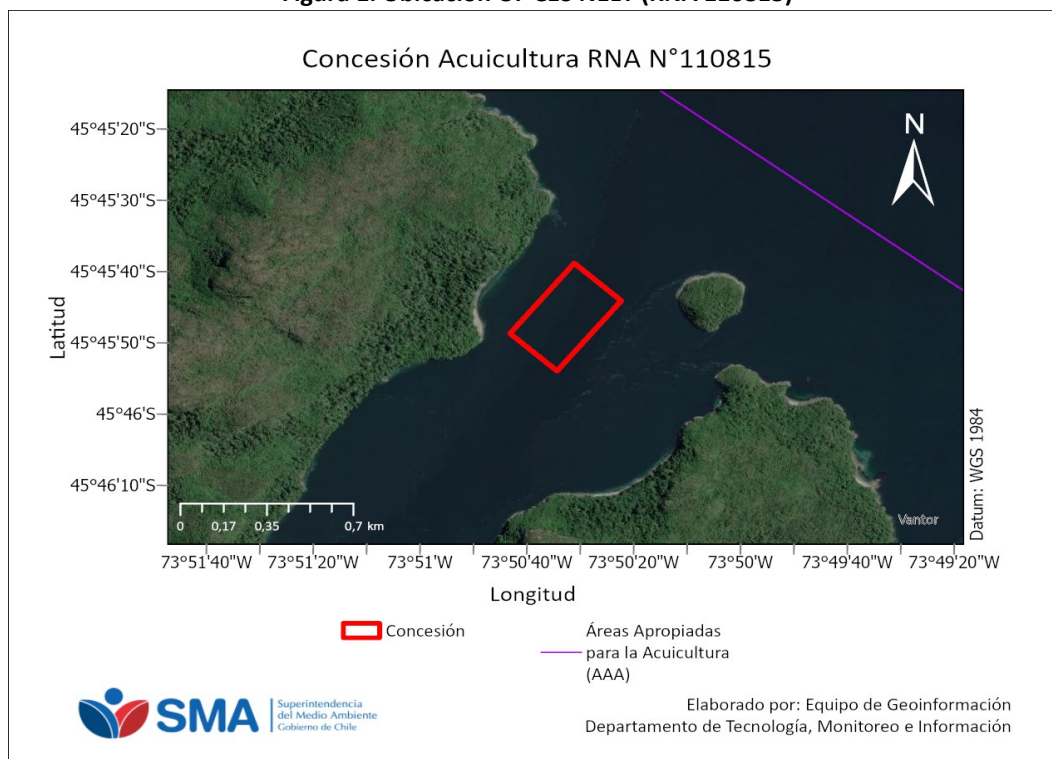 Concesión Acuicultura RNA N°110815
N
45°45'20"S
45°45'30"S
45°45'40"S
45°45'50"S
45°46'S
45°46'10"S
Latitud
Datum: WGS 1984
0 0,17 0,35 0,7 km
Vantor
73°51'40"W 73°51'20"W 73°51'W 73°50'40"W 73°50'20"W 73°50'W 73°49'40"W 73°49'20"W
Longitud
Concesión
Áreas Apropiadas
para la Acuicultura
(AAA)
SMA
Superintendencia
del Medio Ambiente
Gobierno de Chile
Elaborado por: Equipo de Geoinformación
Departamento de Tecnología, Monitoreo e Información